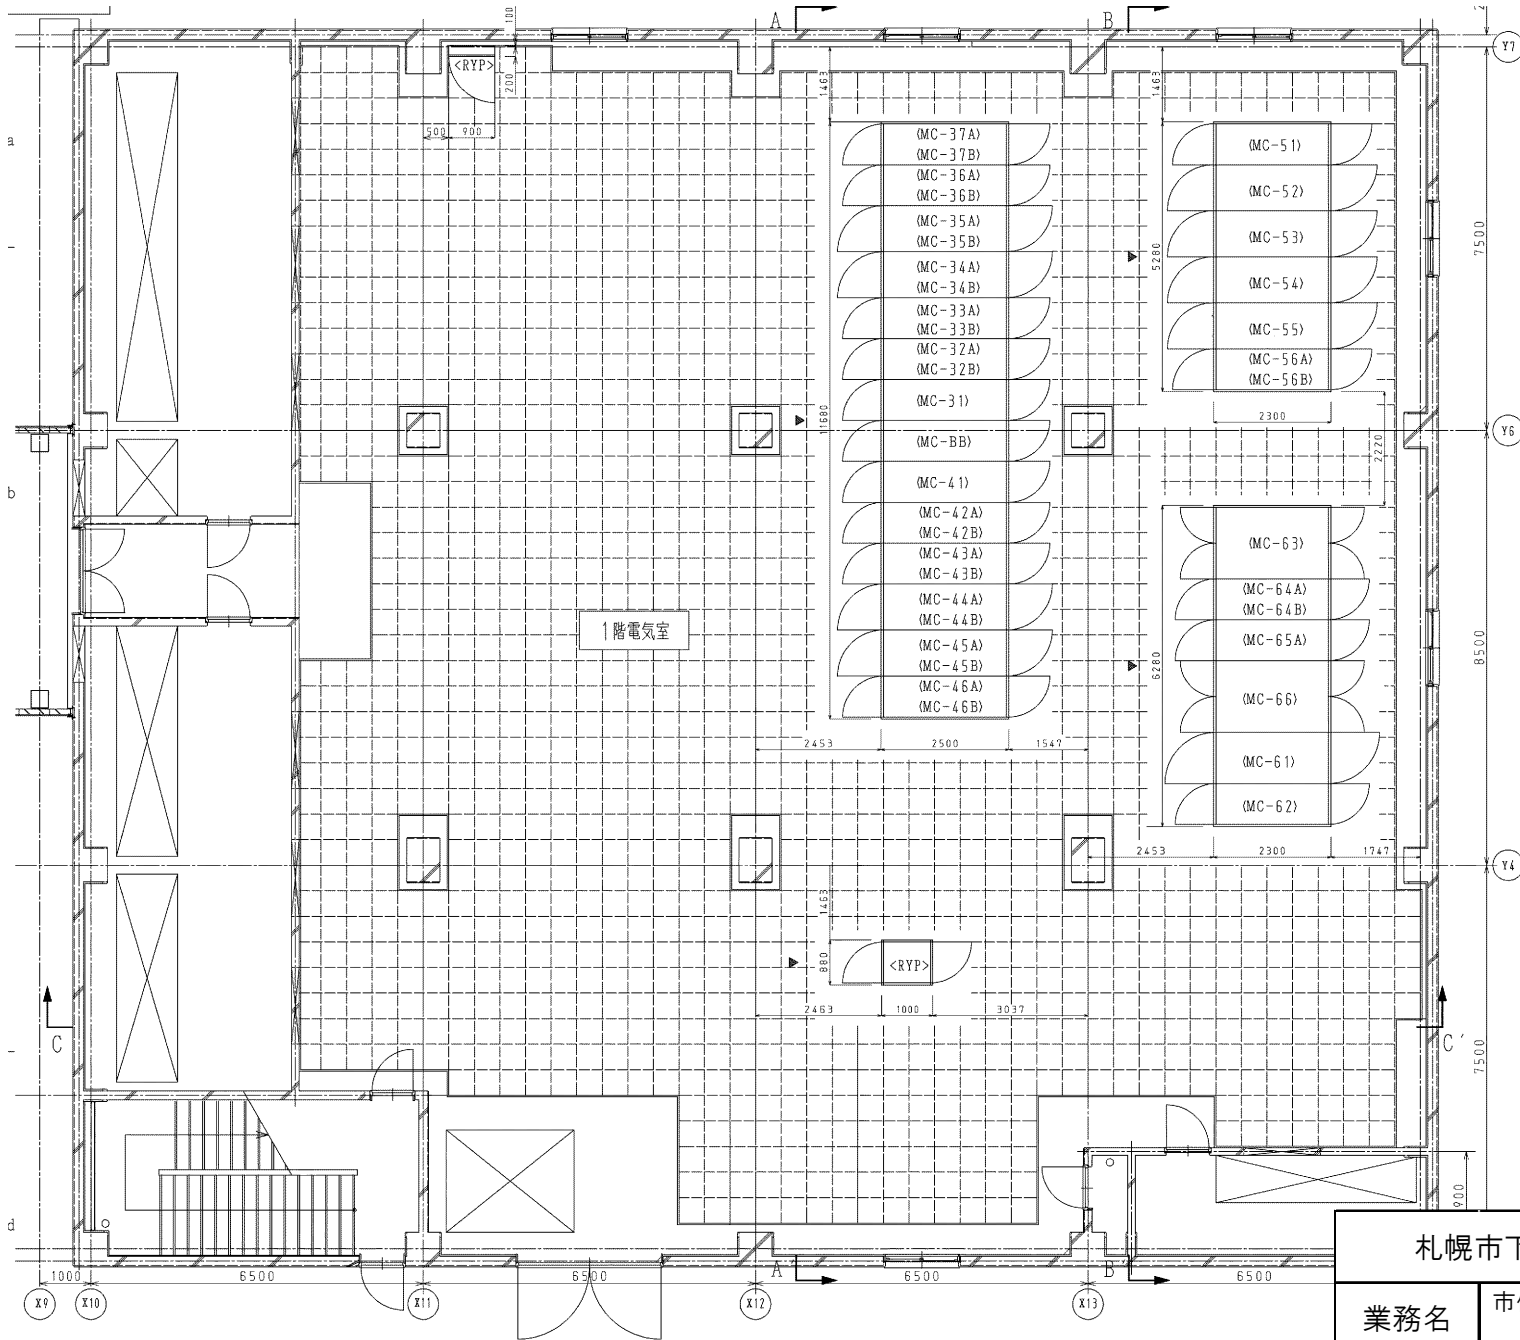 A
B
100
Y7
<RYP>
200
500
900
1463
1463
a
(MC-37A)
(MC-37B)
(MC-36A)
(MC-36B)
(MC-35A)
(MC-35B)
(MC-34A)
(MC-34B)
(MC-33A)
(MC-33B)
(MC-32A)
(MC-32B)
(MC-31)
(MC-BB)
(MC-41)
(MC-42A)
(MC-42B)
(MC-43A)
(MC-43B)
(MC-44A)
(MC-44B)
(MC-45A)
(MC-45B)
(MC-46A)
(MC-46B)
11680
2453
2500
1547
(MC-51)
(MC-52)
(MC-53)
(MC-54)
(MC-55)
(MC-56A)
(MC-56B)
5280
2300
2220
7500
Y6
b
(MC-63)
(MC-64A)
(MC-64B)
(MC-65A)
(MC-66)
(MC-61)
(MC-62)
6280
2453
2300
1747
8500
1階電気室
Y4
1463
880
<RYP>
2463
1000
3037
C
C´
7500
d
900
A´
B´
1000
6500
6500
6500
6500
X9
X10
X11
X12
X13
札幌市下
業務名